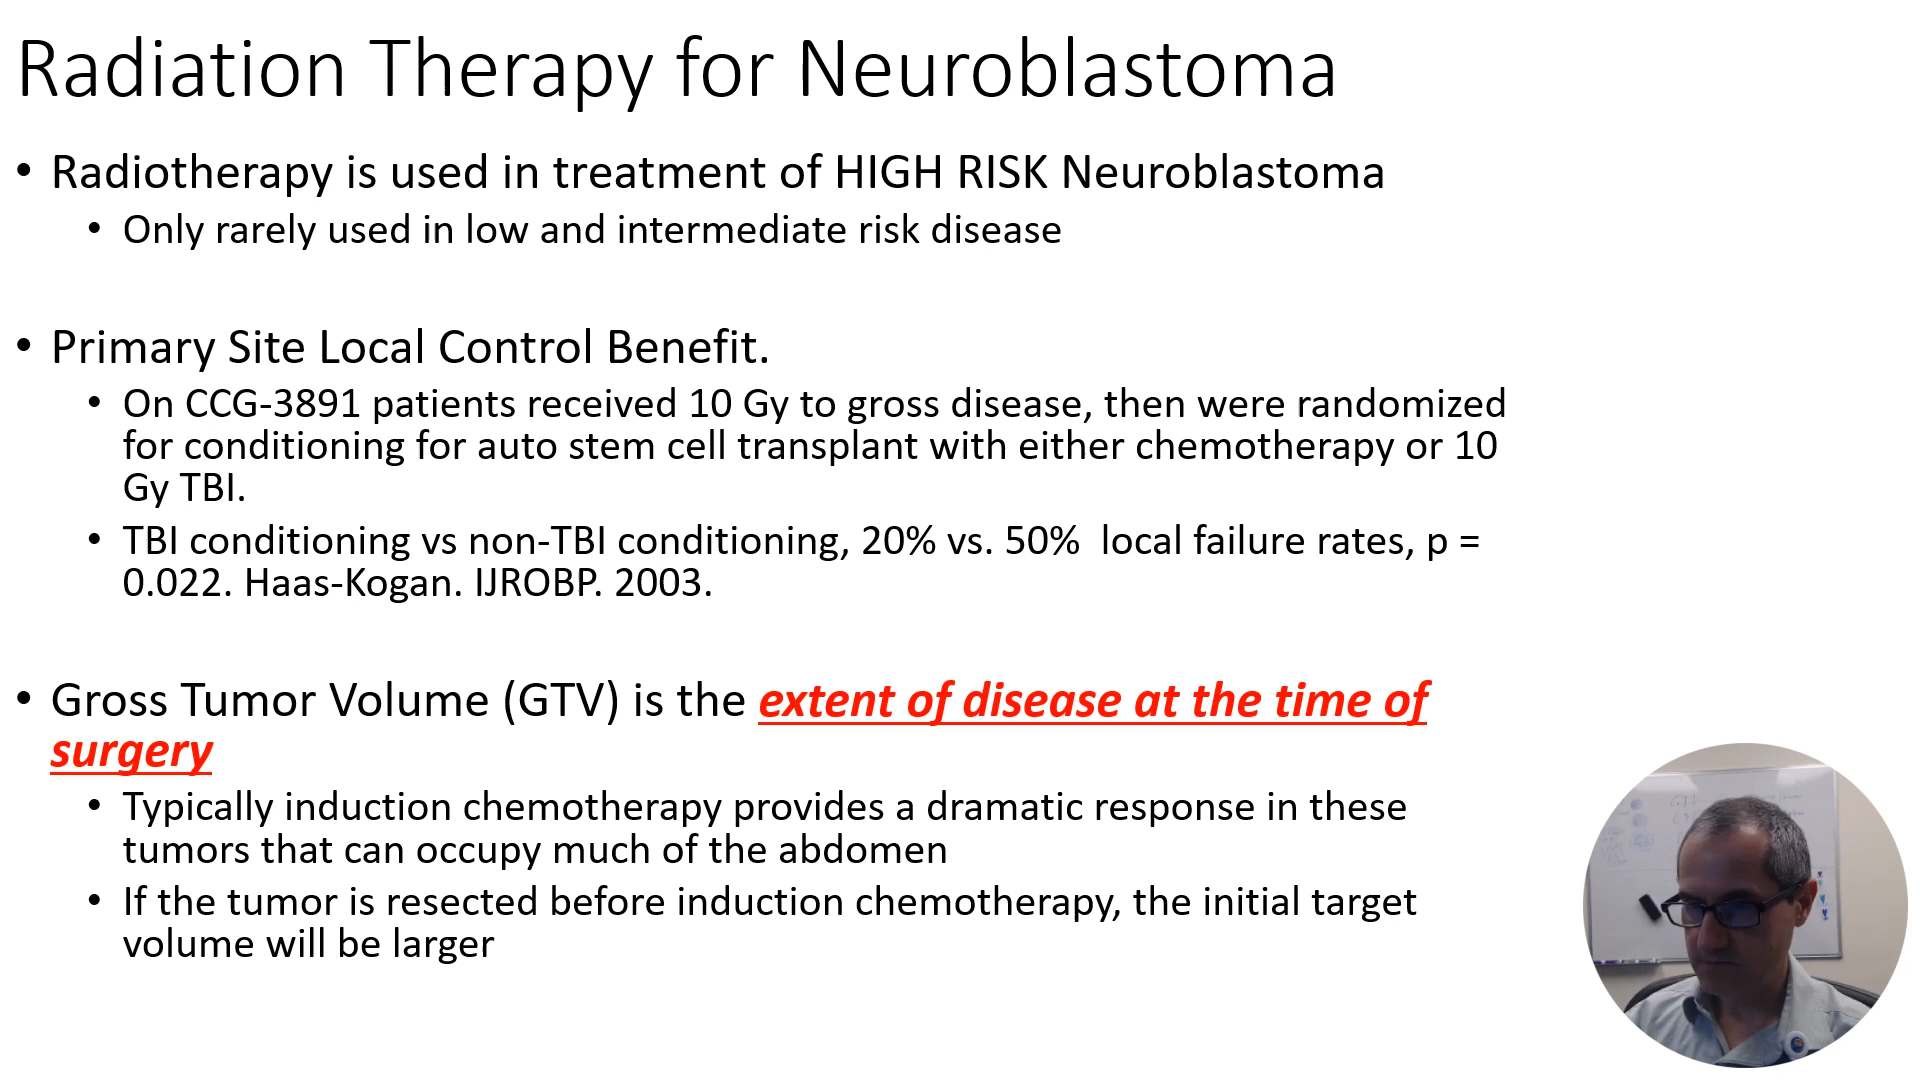 Radiation Therapy for Neuroblastoma
• Radiotherapy is used in treatment of HIGH RISK Neuroblastoma
• Only rarely used in low and intermediate risk disease
• Primary Site Local Control Benefit.
• On CCG-3891 patients received 10 Gy to gross disease, then were randomized
for conditioning for auto stem cell transplant with either chemotherapy or 10
Gy TBI.
• TBI conditioning vs non-TBI conditioning, 20% vs. 50%  local failure rates, p =
0.022. Haas-Kogan. IJROBP. 2003.
• Gross Tumor Volume (GTV) is the extent of disease at the time of
surgery
• Typically induction chemotherapy provides a dramatic response in these
tumors that can occupy much of the abdomen
• If the tumor is resected before induction chemotherapy, the initial target
volume will be larger